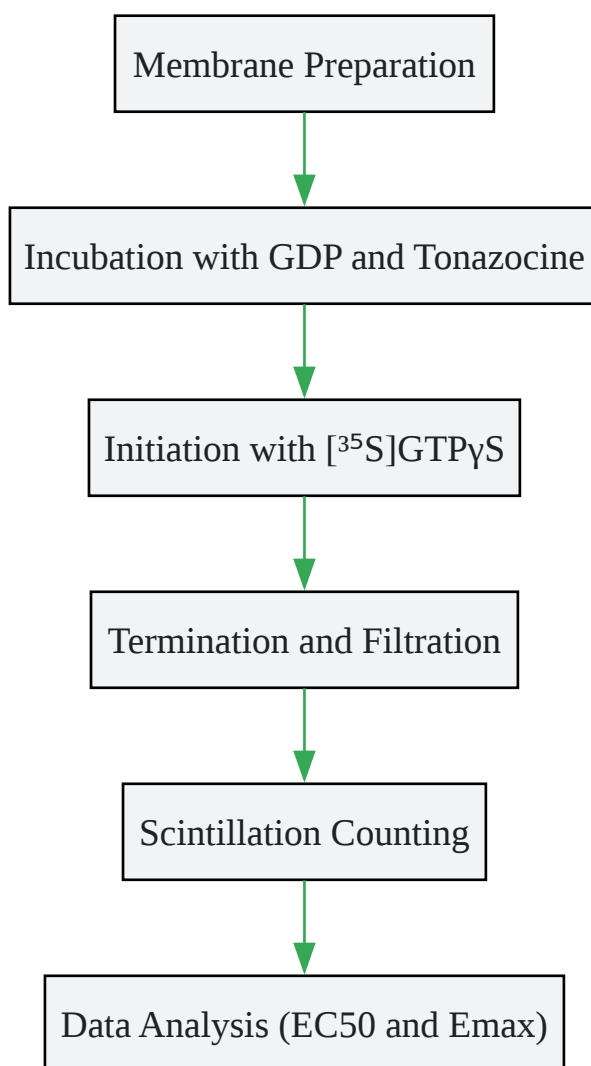 Membrane Preparation
Incubation with GDP and Tonazocine
Initiation with [³⁵S]GTPγS
Termination and Filtration
Scintillation Counting
Data Analysis (EC50 and Emax)